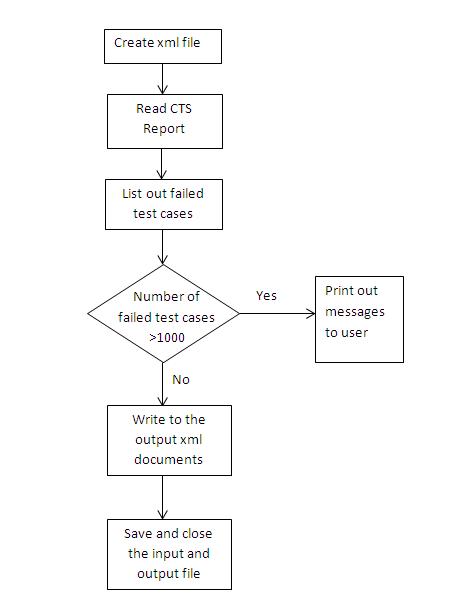 Create xml file
Read CTS
Report
List out failed
test cases
Number of
failed test cases
>1000
Yes
Print out
messages
to user
No
Write to the
output xml
documents
Save and close
the input and
output file